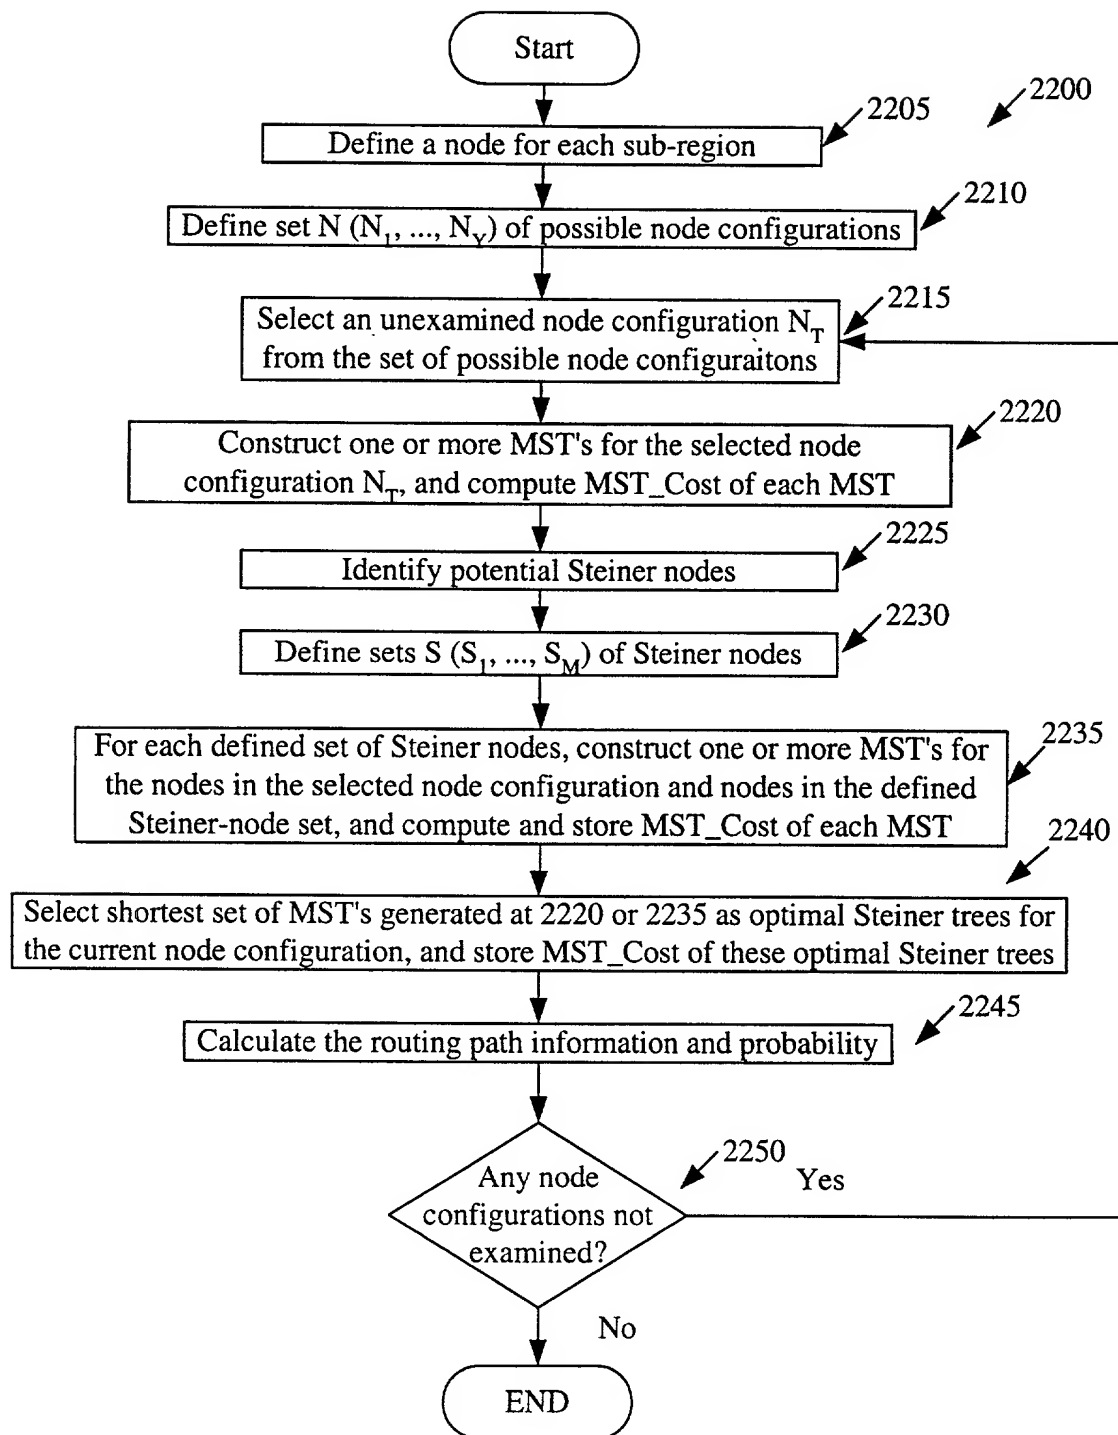 Start
2200
2205
Define a node for each sub-region
2210
Define set N (N₁, ..., N_Y) of possible node configurations
2215
Select an unexamined node configuration N_T
from the set of possible node configuraitons
2220
Construct one or more MST's for the selected node
configuration N_T, and compute MST_Cost of each MST
2225
Identify potential Steiner nodes
2230
Define sets S (S₁, ..., S_M) of Steiner nodes
2235
For each defined set of Steiner nodes, construct one or more MST's for
the nodes in the selected node configuration and nodes in the defined
Steiner-node set, and compute and store MST_Cost of each MST
2240
Select shortest set of MST's generated at 2220 or 2235 as optimal Steiner trees for
the current node configuration, and store MST_Cost of these optimal Steiner trees
2245
Calculate the routing path information and probability
2250
Any node
configurations not
examined?
Yes
No
END